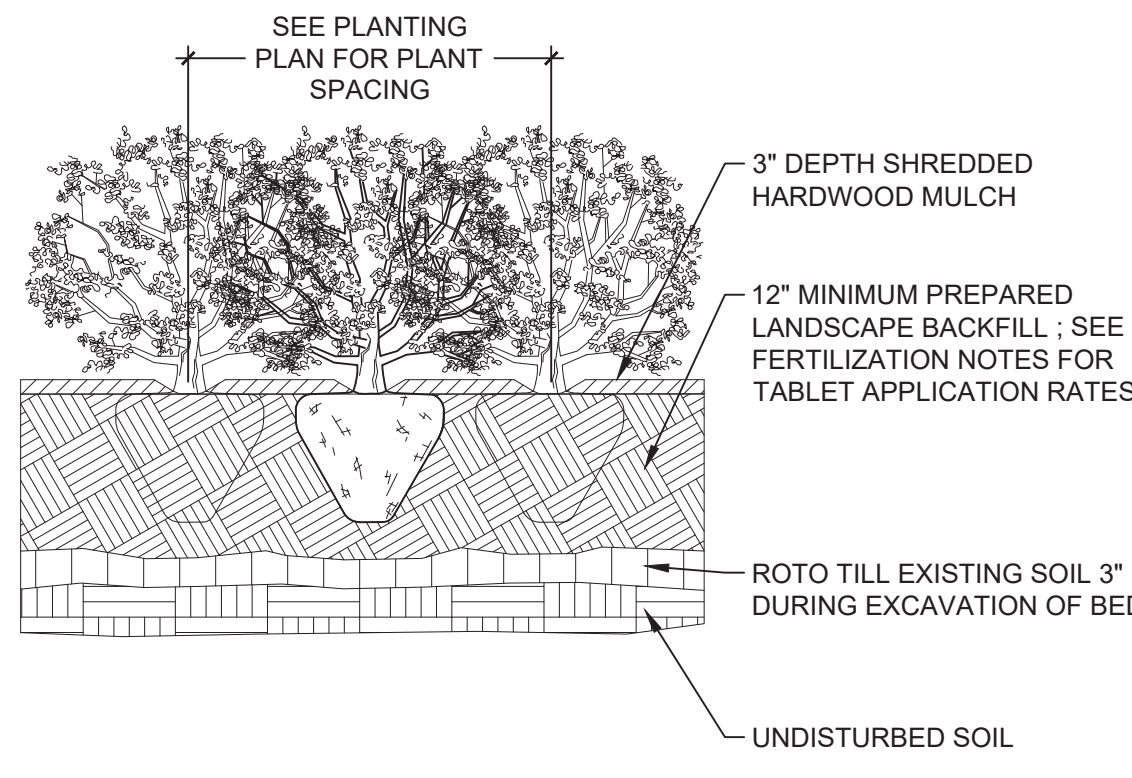 SEE PLANTING
PLAN FOR PLANT
SPACING
3" DEPTH SHREDDED
HARDWOOD MULCH
12" MINIMUM PREPARED
LANDSCAPE BACKFILL ; SEE
FERTILIZATION NOTES FOR
TABLET APPLICATION RATES
ROTO TILL EXISTING SOIL 3"
DURING EXCAVATION OF BED
UNDISTURBED SOIL